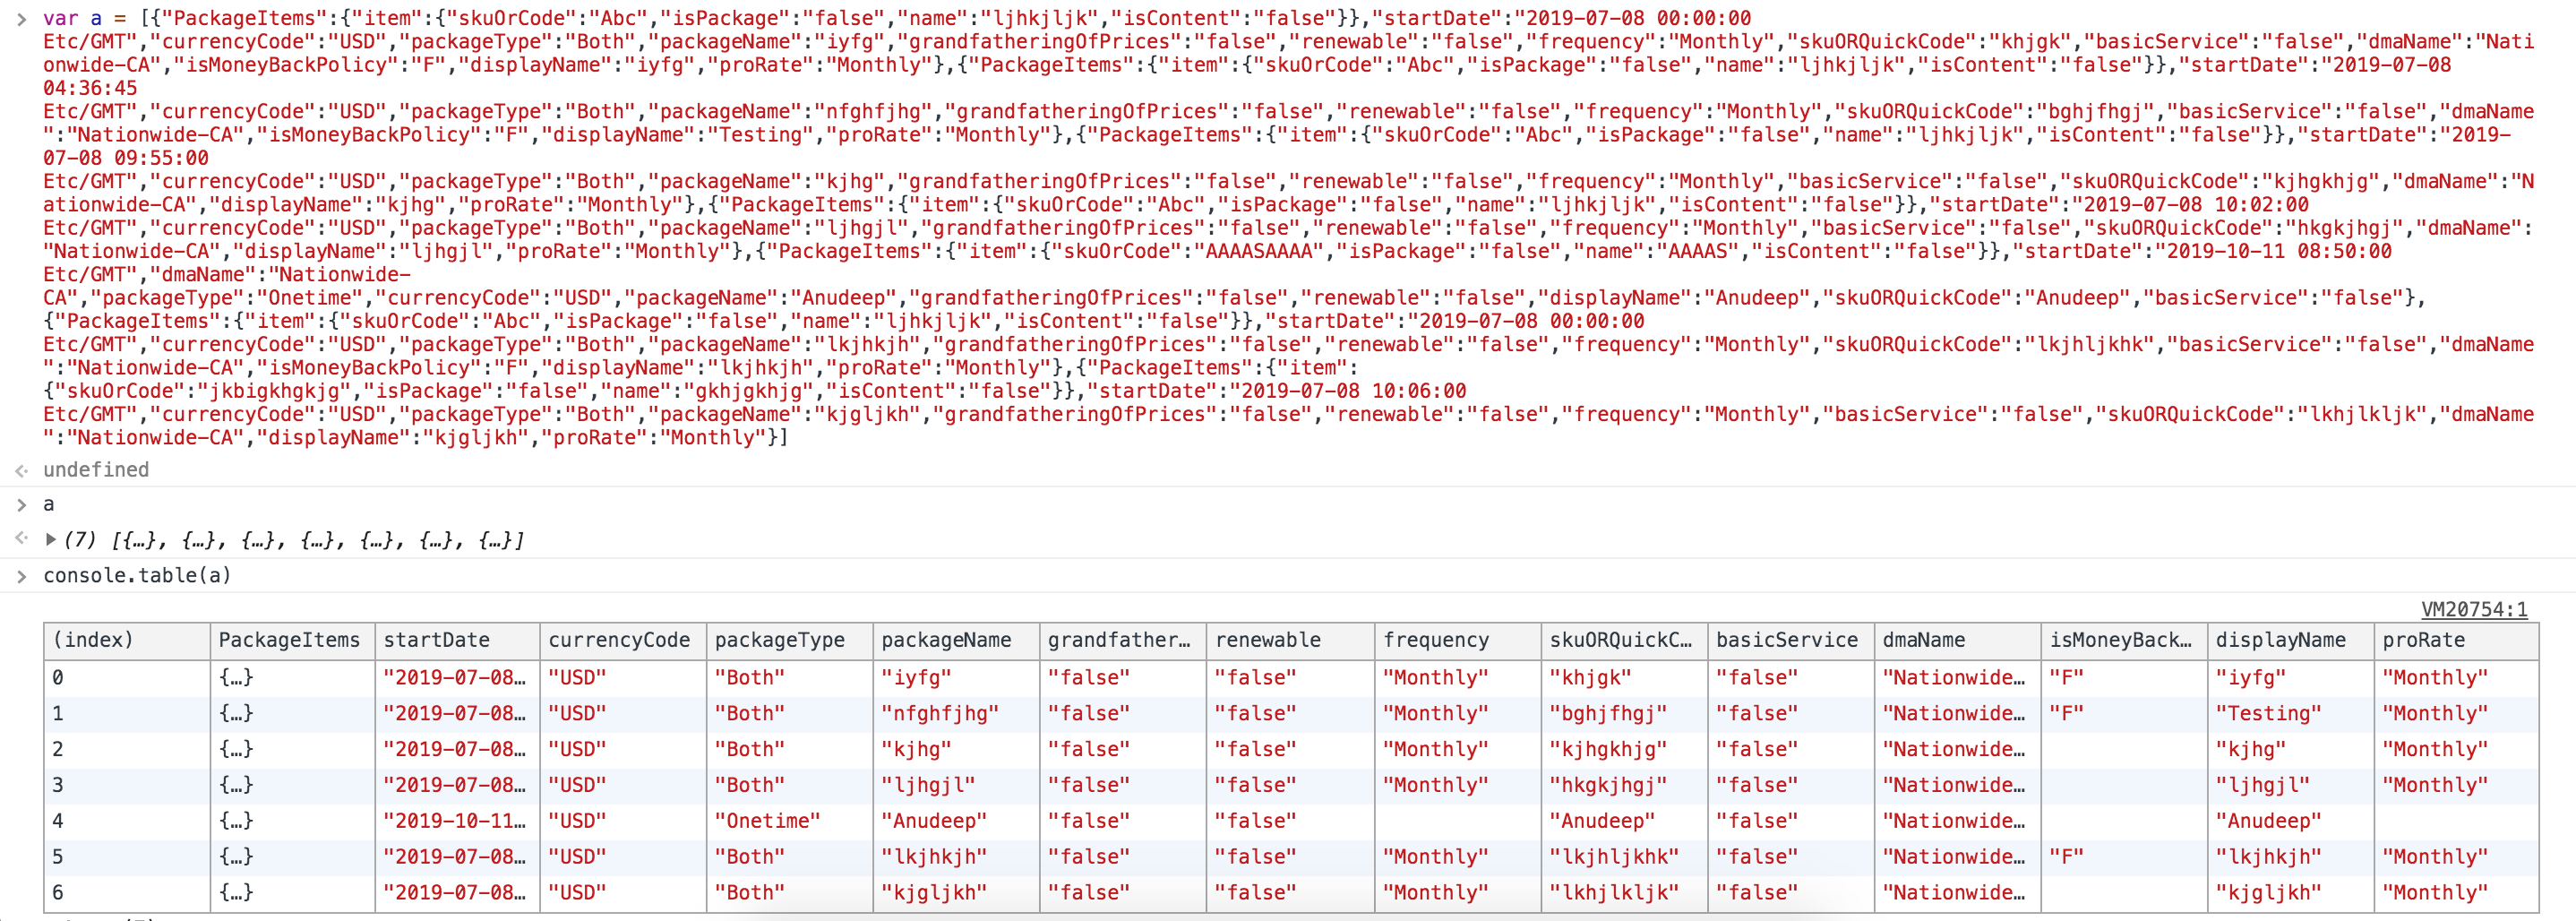 var a = [{"PackageItems":{"item":{"skuOrCode":"Abc","isPackage":"false","name":"ljhkjljk","isContent":"false"}},"startDate":"2019-07-08 00:00:00
Etc/GMT","currencyCode":"USD","packageType":"Both","packageName":"iyfg","grandfatheringOfPrices":"false","renewable":"false","frequency":"Monthly","skuORQuickCode":"khjgk","basicService":"false","dmaName":"Nati
onwide-CA","isMoneyBackPolicy":"F","displayName":"iyfg","proRate":"Monthly"},{"PackageItems":{"item":{"skuOrCode":"Abc","isPackage":"false","name":"ljhkjljk","isContent":"false"}},"startDate":"2019-07-08
04:36:45
Etc/GMT","currencyCode":"USD","packageType":"Both","packageName":"nfghfjhg","grandfatheringOfPrices":"false","renewable":"false","frequency":"Monthly","skuORQuickCode":"bghjfhgj","basicService":"false","dmaName
":"Nationwide-CA","isMoneyBackPolicy":"F","displayName":"Testing","proRate":"Monthly"},{"PackageItems":{"item":{"skuOrCode":"Abc","isPackage":"false","name":"ljhkjljk","isContent":"false"}},"startDate":"2019-
07-08 09:55:00
Etc/GMT","currencyCode":"USD","packageType":"Both","packageName":"kjhg","grandfatheringOfPrices":"false","renewable":"false","frequency":"Monthly","basicService":"false","skuORQuickCode":"kjhgkhjg","dmaName":"N
ationwide-CA","displayName":"kjhg","proRate":"Monthly"},{"PackageItems":{"item":{"skuOrCode":"Abc","isPackage":"false","name":"ljhkjljk","isContent":"false"}},"startDate":"2019-07-08 10:02:00
Etc/GMT","currencyCode":"USD","packageType":"Both","packageName":"ljhgjl","grandfatheringOfPrices":"false","renewable":"false","frequency":"Monthly","basicService":"false","skuORQuickCode":"hkgkjhgj","dmaName":
"Nationwide-CA","displayName":"ljhgjl","proRate":"Monthly"},{"PackageItems":{"item":{"skuOrCode":"AAAASAAAA","isPackage":"false","name":"AAAAS","isContent":"false"}},"startDate":"2019-10-11 08:50:00
Etc/GMT","dmaName":"Nationwide-
CA","packageType":"Onetime","currencyCode":"USD","packageName":"Anudeep","grandfatheringOfPrices":"false","renewable":"false","displayName":"Anudeep","skuORQuickCode":"Anudeep","basicService":"false"},
{"PackageItems":{"item":{"skuOrCode":"Abc","isPackage":"false","name":"ljhkjljk","isContent":"false"}},"startDate":"2019-07-08 00:00:00
Etc/GMT","currencyCode":"USD","packageType":"Both","packageName":"lkjhkjh","grandfatheringOfPrices":"false","renewable":"false","frequency":"Monthly","skuORQuickCode":"lkjhljkhk","basicService":"false","dmaName
":"Nationwide-CA","isMoneyBackPolicy":"F","displayName":"lkjhkjh","proRate":"Monthly"},{"PackageItems":{"item":
{"skuOrCode":"jkbigkhgkjg","isPackage":"false","name":"gkhjgkhjg","isContent":"false"}},"startDate":"2019-07-08 10:06:00
Etc/GMT","currencyCode":"USD","packageType":"Both","packageName":"kjgljkh","grandfatheringOfPrices":"false","renewable":"false","frequency":"Monthly","basicService":"false","skuORQuickCode":"lkhjlkljk","dmaName
":"Nationwide-CA","displayName":"kjgljkh","proRate":"Monthly"}]
undefined
a
(7) [{…}, {…}, {…}, {…}, {…}, {…}, {…}]
console.table(a)
VM20754:1
(index) PackageItems startDate currencyCode packageType packageName grandfather… renewable frequency skuORQuickC… basicService dmaName isMoneyBack… displayName proRate
0 {…} "2019-07-08… "USD" "Both" "iyfg" "false" "false" "Monthly" "khjgk" "false" "Nationwide… "F" "iyfg" "Monthly"
1 {…} "2019-07-08… "USD" "Both" "nfghfjhg" "false" "false" "Monthly" "bghjfhgj" "false" "Nationwide… "F" "Testing" "Monthly"
2 {…} "2019-07-08… "USD" "Both" "kjhg" "false" "false" "Monthly" "kjhgkhjg" "false" "Nationwide… "kjhg" "Monthly"
3 {…} "2019-07-08… "USD" "Both" "ljhgjl" "false" "false" "Monthly" "hkgkjhgj" "false" "Nationwide… "ljhgjl" "Monthly"
4 {…} "2019-10-11… "USD" "Onetime" "Anudeep" "false" "false" "Anudeep" "false" "Nationwide… "Anudeep"
5 {…} "2019-07-08… "USD" "Both" "lkjhkjh" "false" "false" "Monthly" "lkjhljkhk" "false" "Nationwide… "F" "lkjhkjh" "Monthly"
6 {…} "2019-07-08… "USD" "Both" "kjgljkh" "false" "false" "Monthly" "lkhjlkljk" "false" "Nationwide… "kjgljkh" "Monthly"